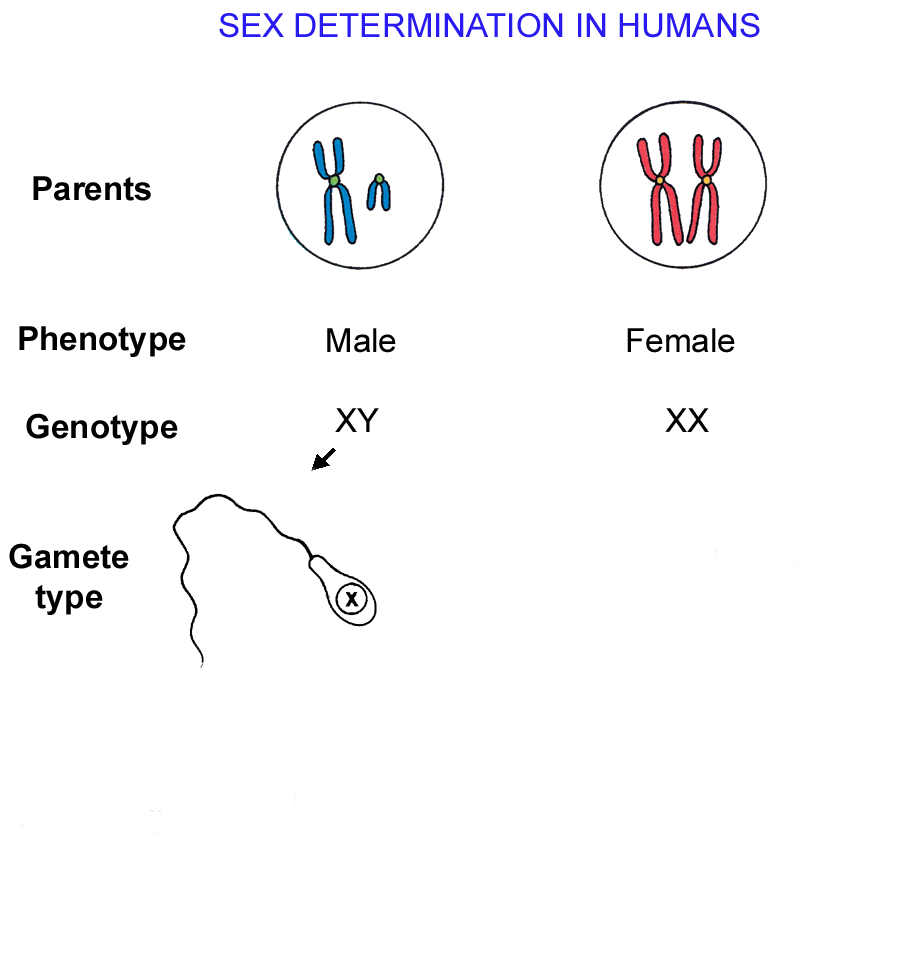 SEX DETERMINATION IN HUMANS
Parents
Phenotype Male Female
Genotype XY XX
Gamete
type
X